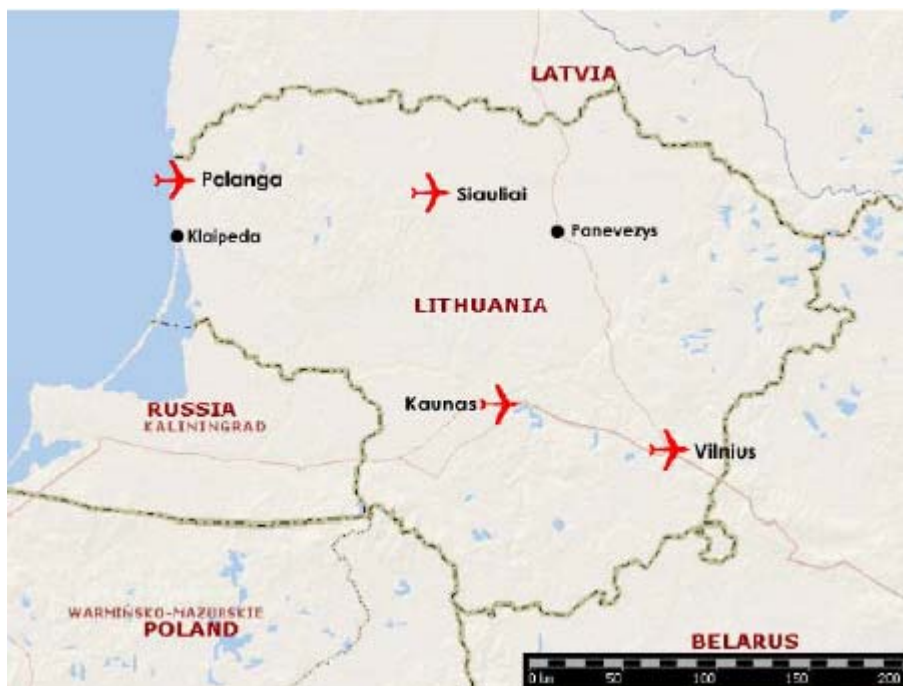 LATVIA
Palanga
Siauliai
Klaipeda
Panevezys
LITHUANIA
Kaunas
RUSSIA
KALININGRAD
Vilnius
WARMIŃSKO-MAZURSKIE
POLAND
BELARUS
0 km 50 100 150 200